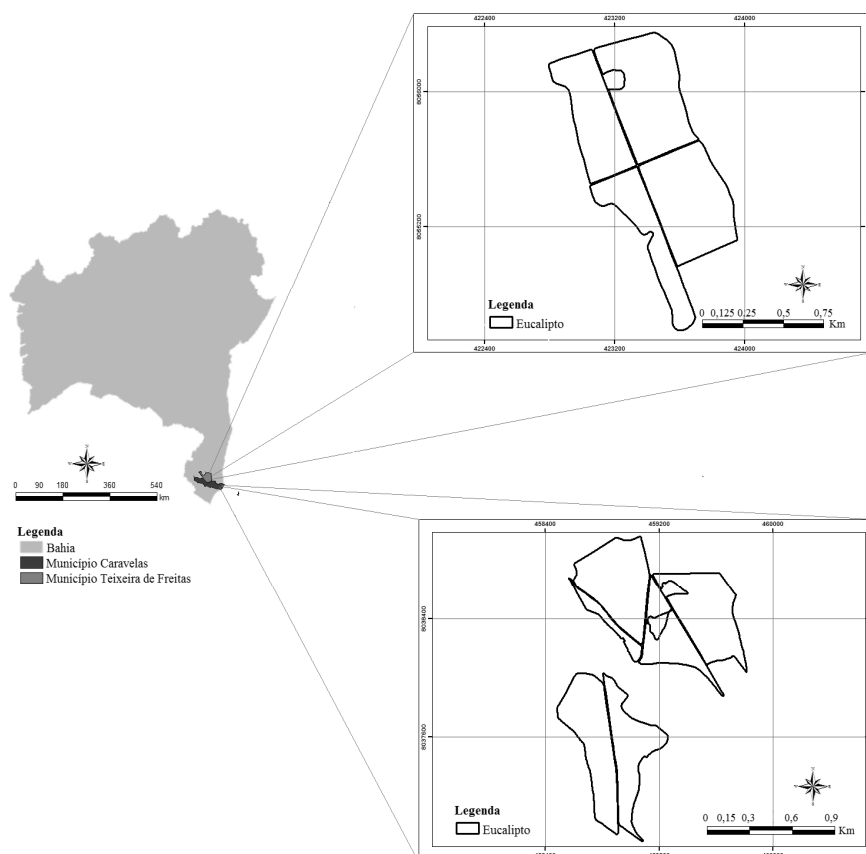 422400 423200 424000
8066000
8065200
Legenda
Eucalipto
0 0,125 0,25 0,5 0,75
Km
422400 423200 424000
0 90 180 360 540
km
Legenda
Bahia
Município Caravelas
Município Teixeira de Freitas
458400 459200 460000
8038400
8037600
Legenda
Eucalipto
0 0,15 0,3 0,6 0,9
Km